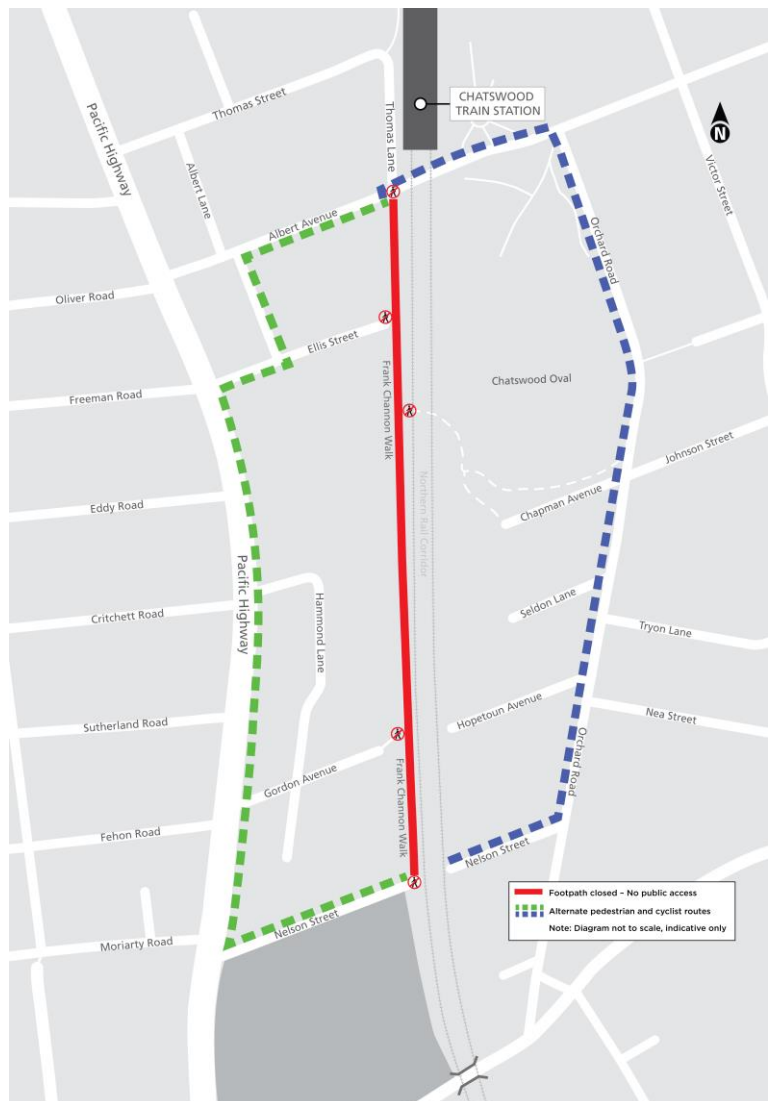 CHATSWOOD
TRAIN STATION
N
Thomas Street
Thomas Lane
Pacific Highway
Albert Lane
Victor Street
Albert Avenue
Orchard Road
Oliver Road
Ellis Street
Freeman Road
Frank Channon Walk
Chatswood Oval
Johnson Street
Northern Rail Corridor
Chapman Avenue
Eddy Road
Pacific Highway
Critchett Road
Hammond Lane
Seldon Lane
Tryon Lane
Sutherland Road
Hopetoun Avenue
Nea Street
Gordon Avenue
Frank Channon Walk
Orchard Road
Fehon Road
Nelson Street
Nelson Street
Moriarty Road
Footpath closed – No public access
Alternate pedestrian and cyclist routes
Note: Diagram not to scale, indicative only